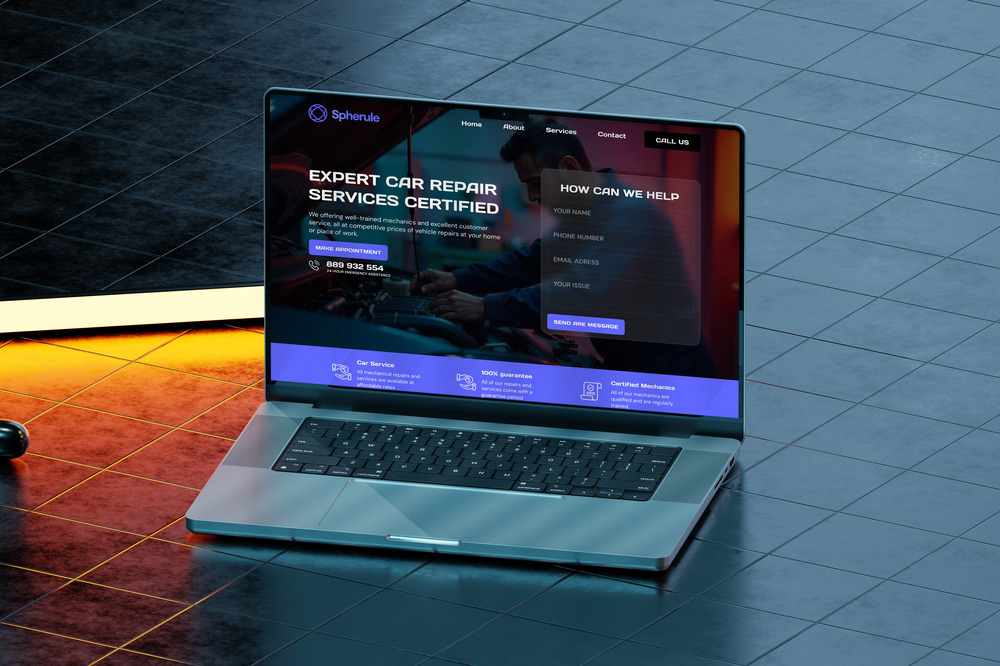 Spherule
Home
About
Services
Contact
CALL US
EXPERT CAR REPAIR
SERVICES CERTIFIED
We offering well-trained mechanics and excellent customer
service, all at competitive prices of vehicle repairs at your home
or place of work.
MAKE APPOINTMENT
889 932 554
24-HOUR EMERGENCY ASSISTANCE
HOW CAN WE HELP
YOUR NAME
PHONE NUMBER
EMAIL ADRESS
YOUR ISSUE
SEND ARE MESSAGE
Car Service
All mechanical repairs and
services are available at
affordable rates
100% guarantee
All of our repairs and
services come with a
guarantee period
Certified Mechanics
All of our mechanics are
qualified and are regularly
trained